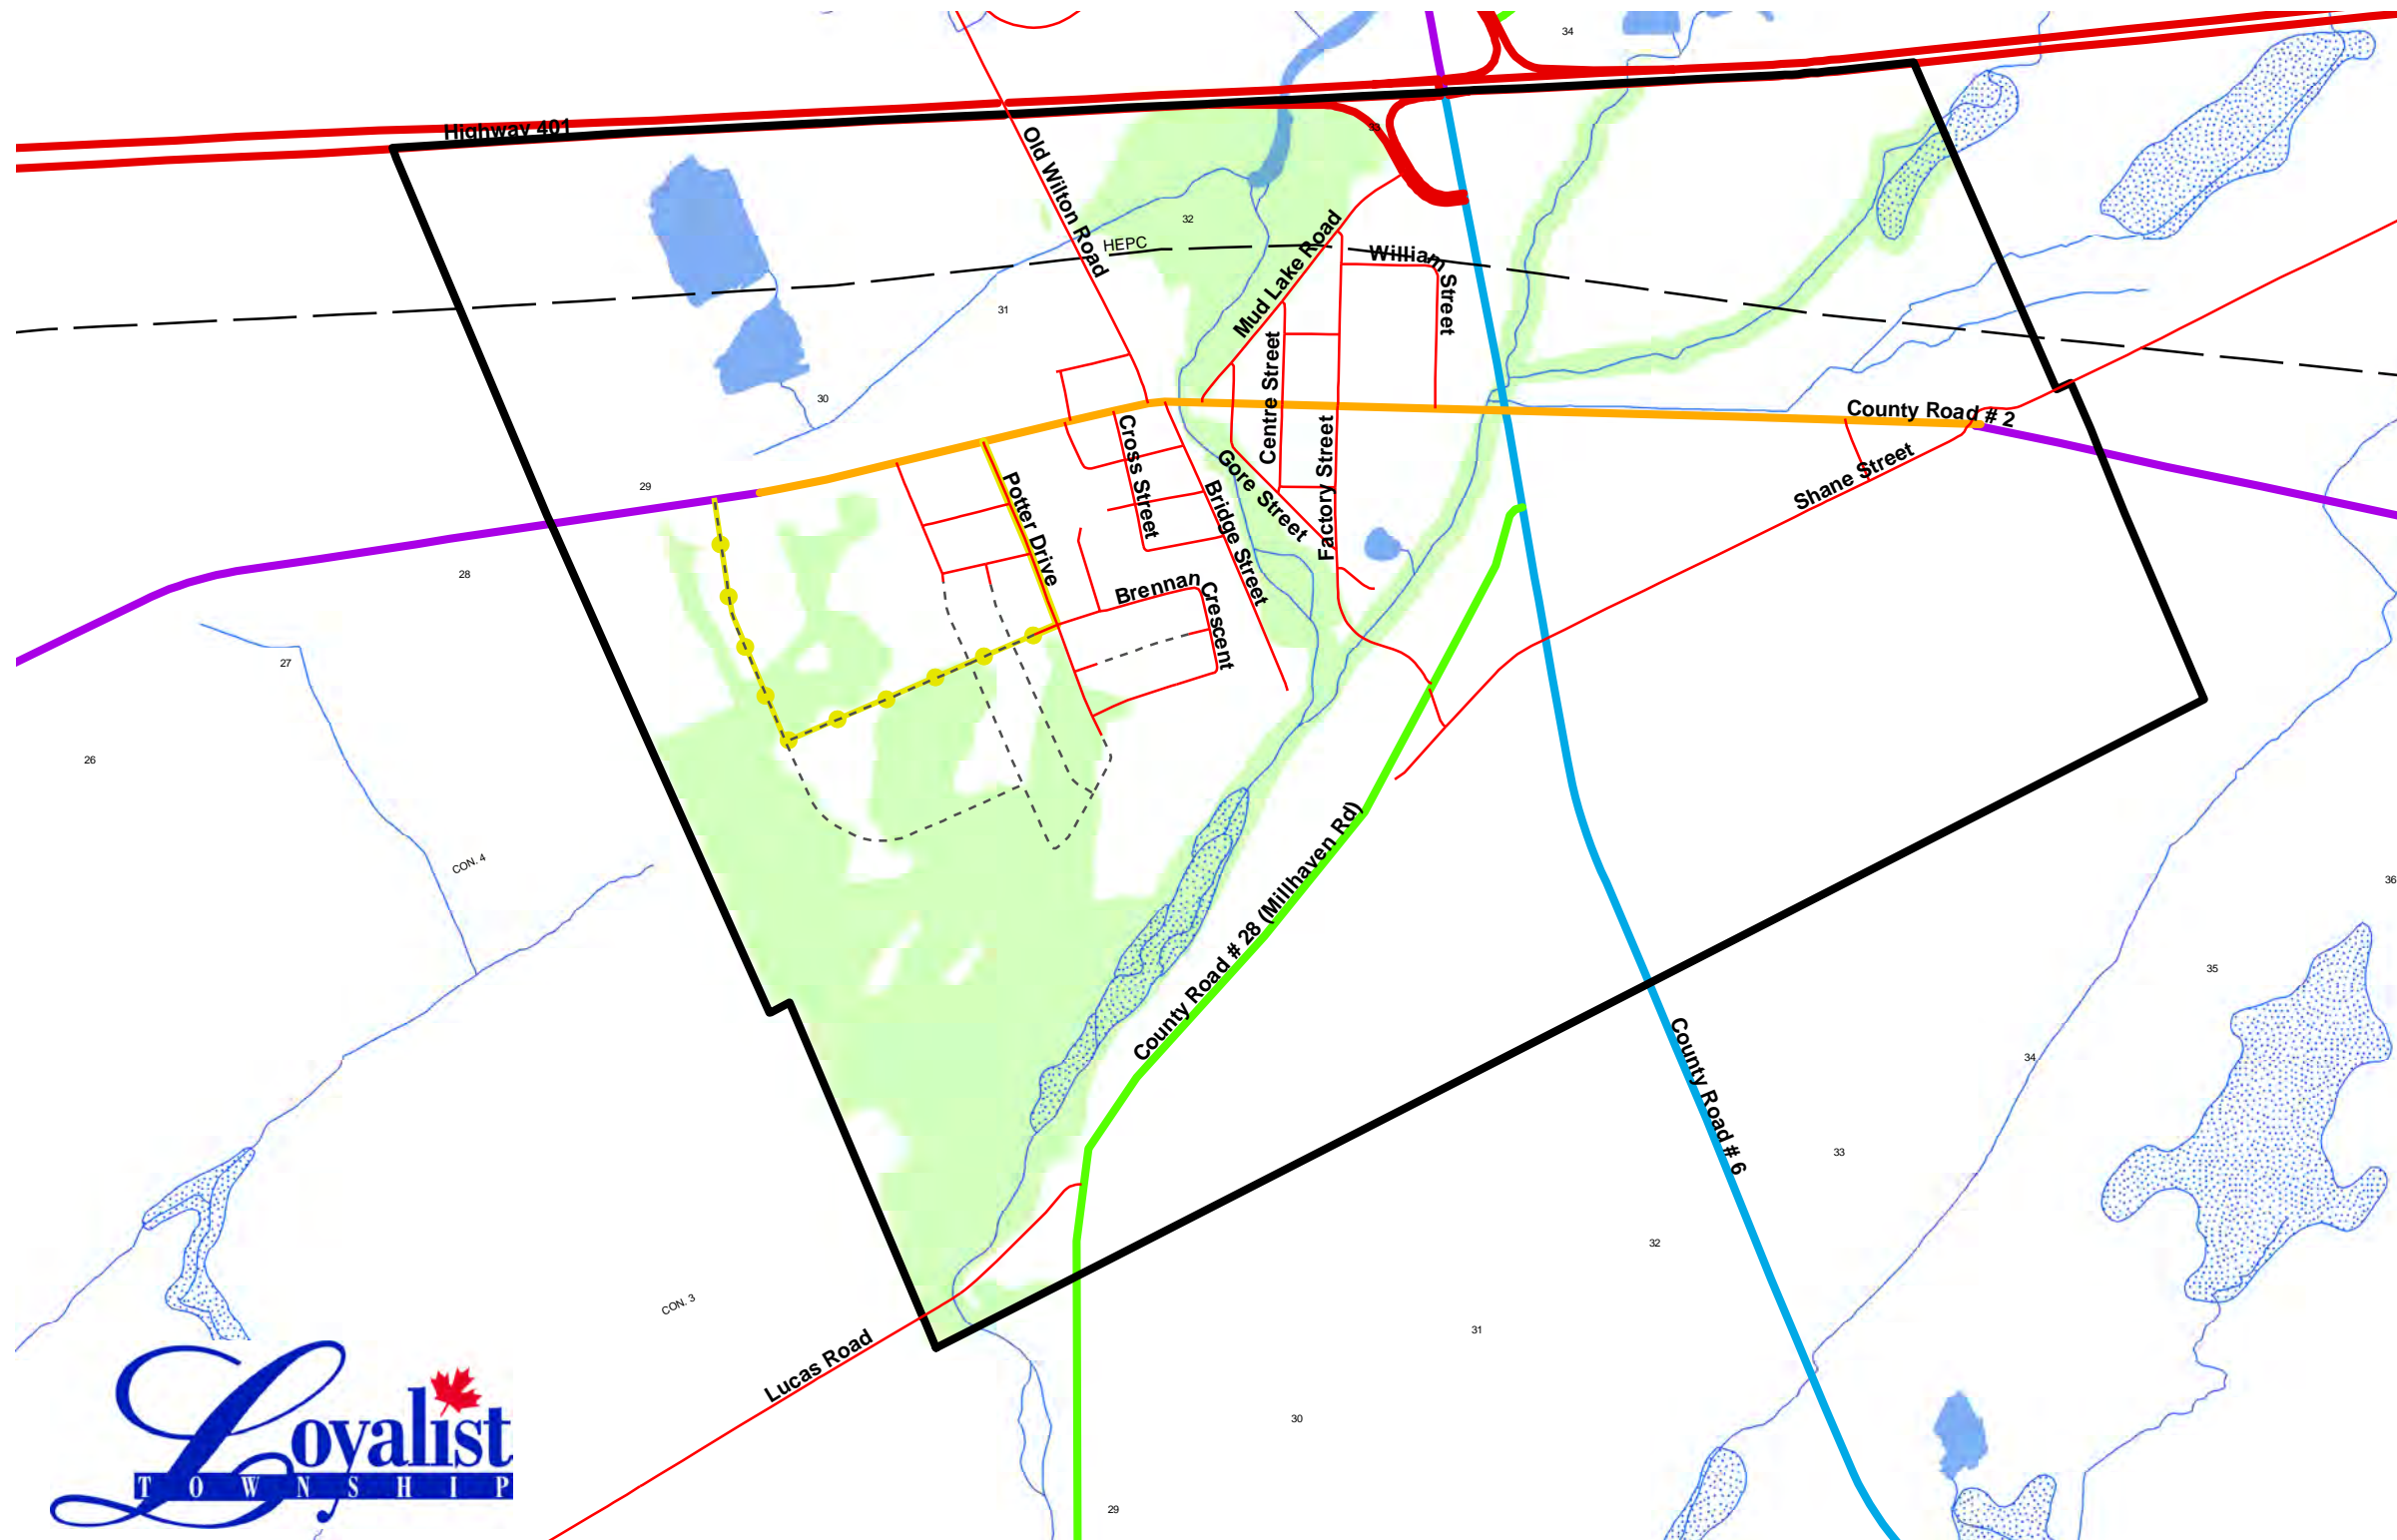 34
Highway 401
33
Old Wilton Road
32
HEPC
Mud Lake Road
William Street
31
Centre Street
30
County Road # 2
Cross Street
Factory Street
Shane Street
Gore Street
Potter Drive
Bridge Street
29
28
Brennan Crescent
27
26
County Road # 28 (Millhaven Rd)
CON. 4
36
35
34
County Road # 6
33
32
CON. 3
31
Lucas Road
30
29
Loyalist
TOWNSHIP